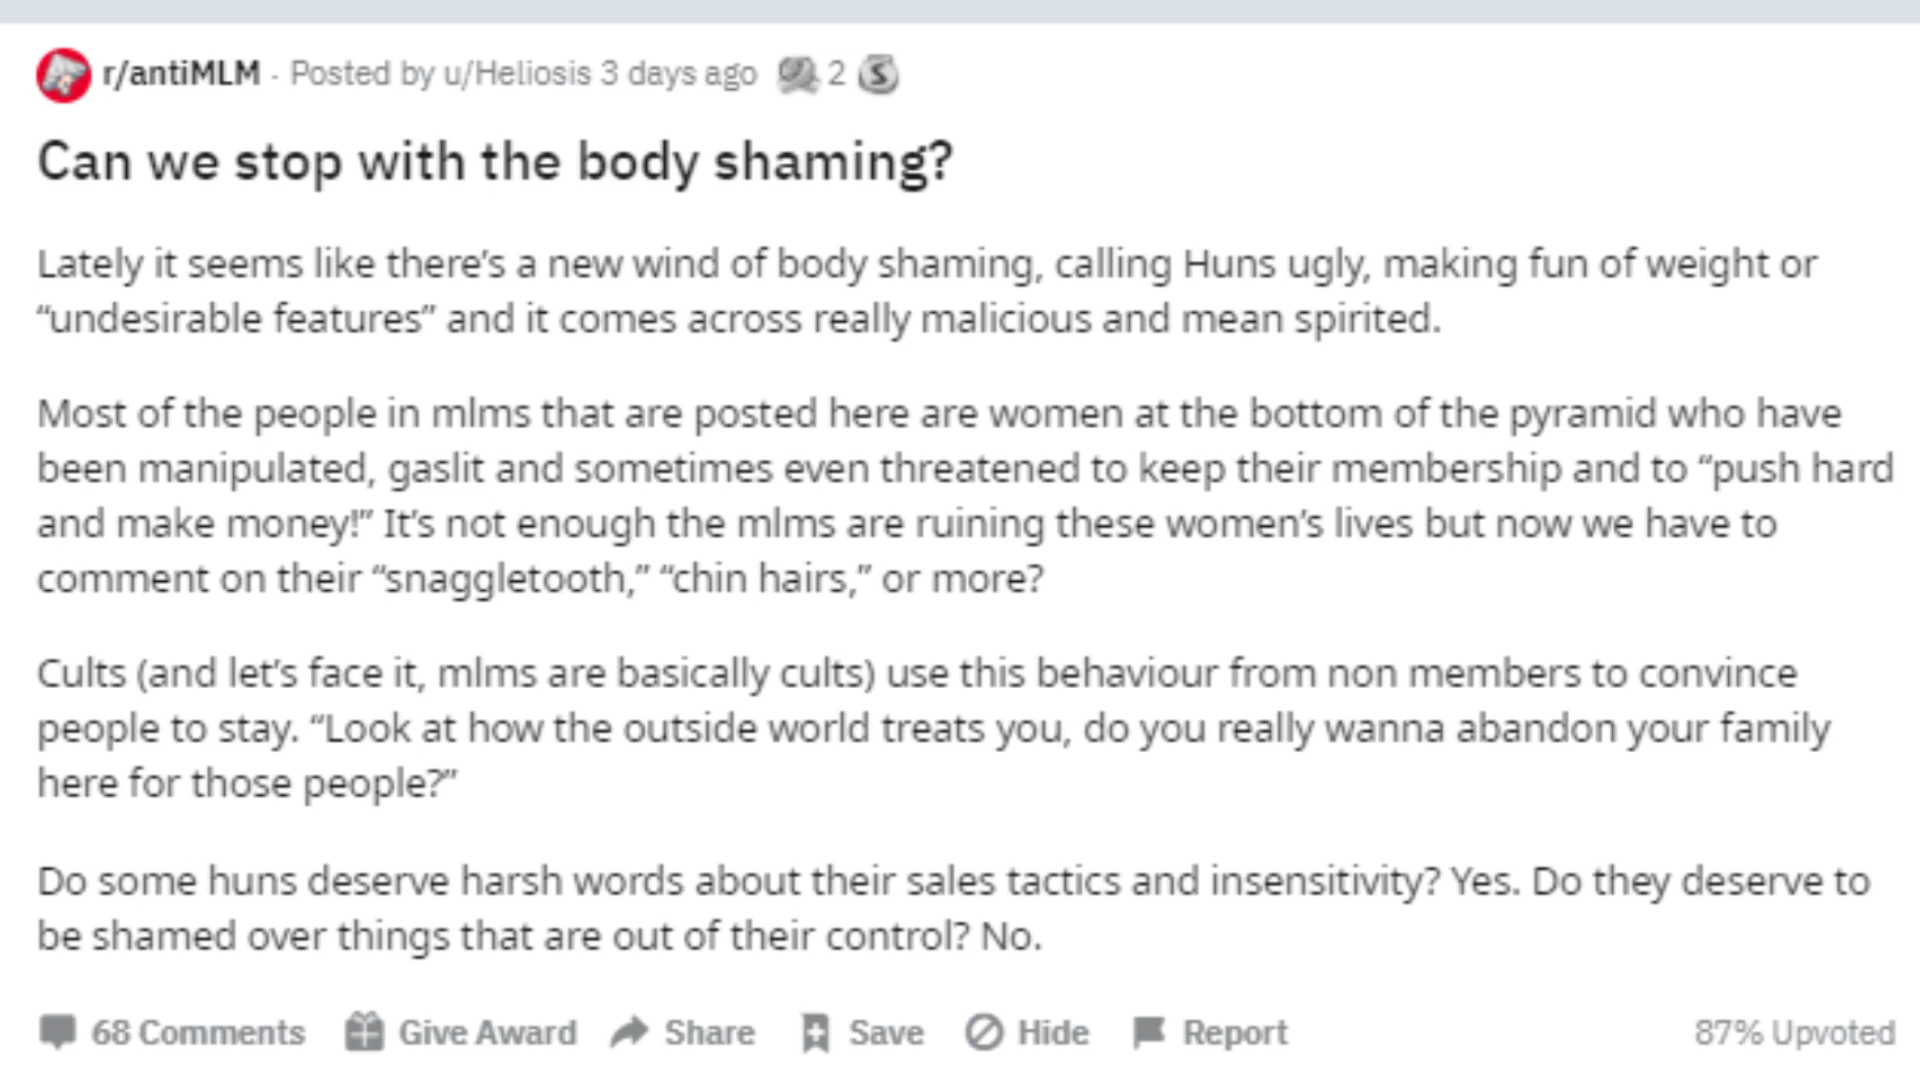 r/antiMLM · Posted by u/Heliosis 3 days ago 2 S
Can we stop with the body shaming?
Lately it seems like there’s a new wind of body shaming, calling Huns ugly, making fun of weight or
“undesirable features” and it comes across really malicious and mean spirited.
Most of the people in mlms that are posted here are women at the bottom of the pyramid who have
been manipulated, gaslit and sometimes even threatened to keep their membership and to “push hard
and make money!” It’s not enough the mlms are ruining these women’s lives but now we have to
comment on their “snaggletooth,” “chin hairs,” or more?
Cults (and let’s face it, mlms are basically cults) use this behaviour from non members to convince
people to stay. “Look at how the outside world treats you, do you really wanna abandon your family
here for those people?”
Do some huns deserve harsh words about their sales tactics and insensitivity? Yes. Do they deserve to
be shamed over things that are out of their control? No.
68 Comments Give Award Share Save Hide Report 87% Upvoted